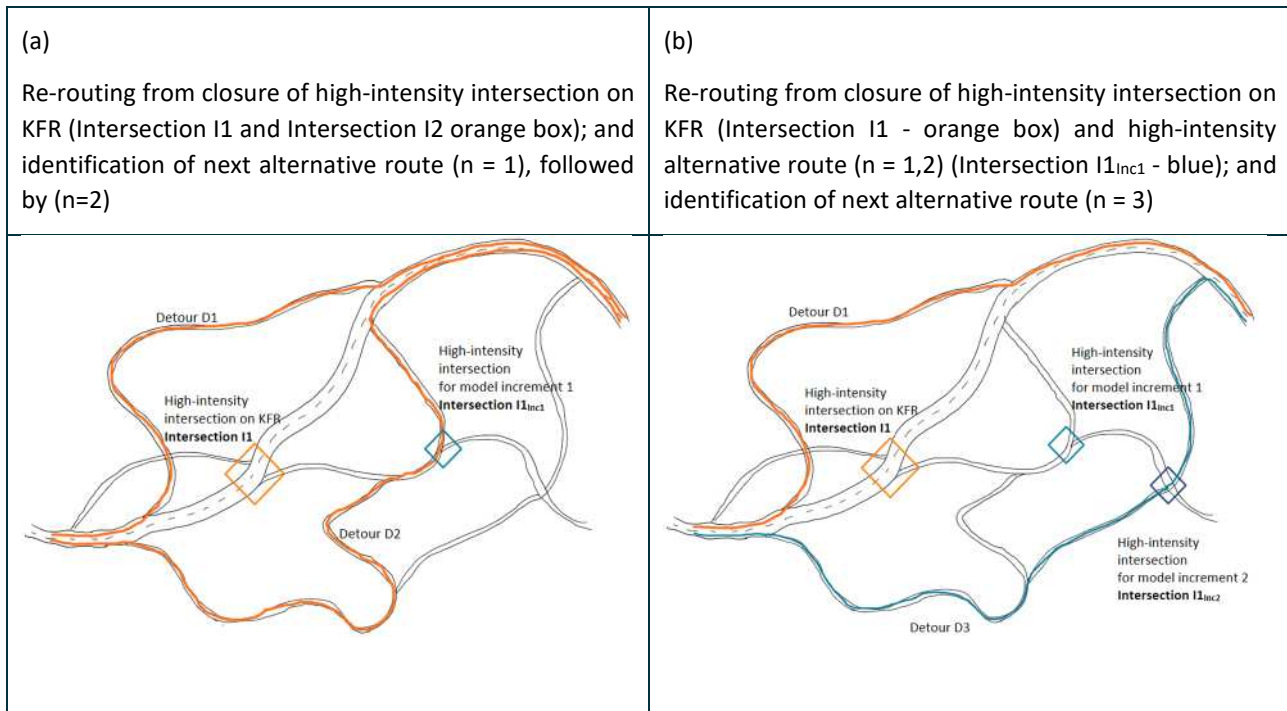 (a)
Re-routing from closure of high-intensity intersection on
KFR (Intersection I1 and Intersection I2 orange box); and
identification of next alternative route (n = 1), followed
by (n=2)
(b)
Re-routing from closure of high-intensity intersection on
KFR (Intersection I1 - orange box) and high-intensity
alternative route (n = 1,2) (Intersection I1Inc1 - blue); and
identification of next alternative route (n = 3)
Detour D1
High-intensity
intersection
for model increment 1
Intersection I1Inc1
High-intensity
intersection on KFR
Intersection I1
Detour D2
Detour D1
High-intensity
intersection
for model increment 1
Intersection I1Inc1
High-intensity
intersection on KFR
Intersection I1
High-intensity
intersection
for model increment 2
Intersection I1Inc2
Detour D3